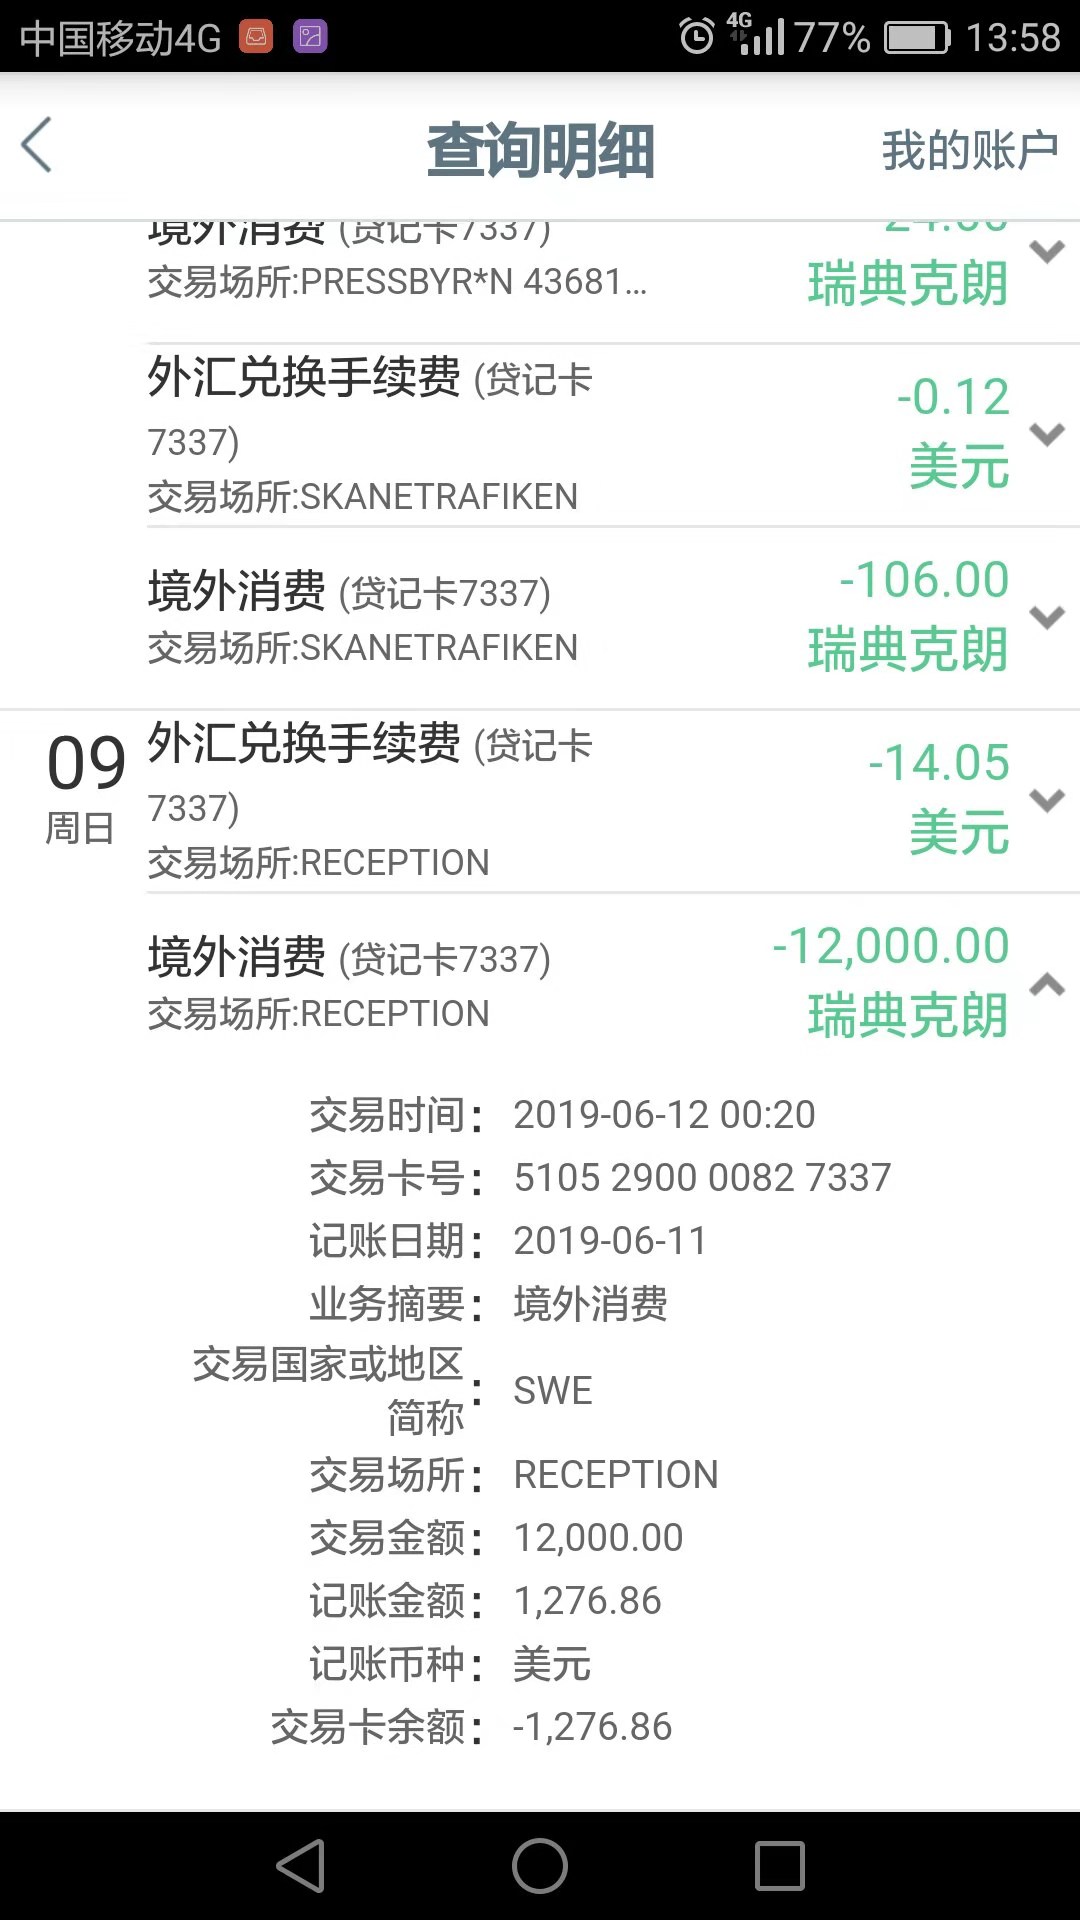 中国移动4G 4G 77% 13:58
查询明细 我的账户
境外消费 (贷记卡7337) -24.00
交易场所:PRESSBYR*N 43681... 瑞典克朗
外汇兑换手续费 (贷记卡
7337)
-0.12
美元
交易场所:SKANETRAFIKEN
境外消费 (贷记卡7337) -106.00
交易场所:SKANETRAFIKEN 瑞典克朗
09
周日
外汇兑换手续费 (贷记卡
7337)
-14.05
美元
交易场所:RECEPTION
境外消费 (贷记卡7337) -12,000.00
交易场所:RECEPTION 瑞典克朗
交易时间: 2019-06-12 00:20
交易卡号: 5105 2900 0082 7337
记账日期: 2019-06-11
业务摘要: 境外消费
交易国家或地区
简称: SWE
交易场所: RECEPTION
交易金额: 12,000.00
记账金额: 1,276.86
记账币种: 美元
交易卡余额: -1,276.86